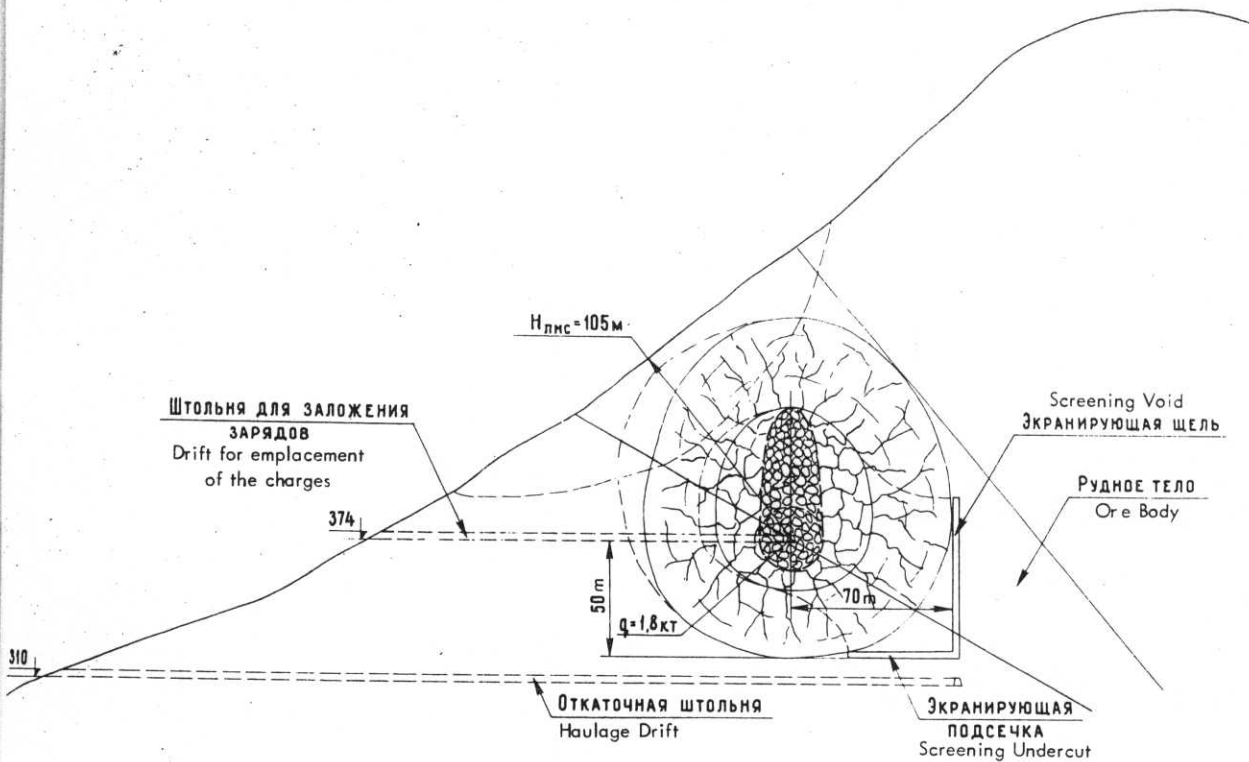 Hлнс=105м
Штольня для заложения
зарядов
Drift for emplacement
of the charges
Screening Void
Экранирующая щель
Рудное тело
Ore Body
374
50m
70m
q=1,8кт
310
Откаточная штольня
Haulage Drift
Экранирующая
подсечка
Screening Undercut